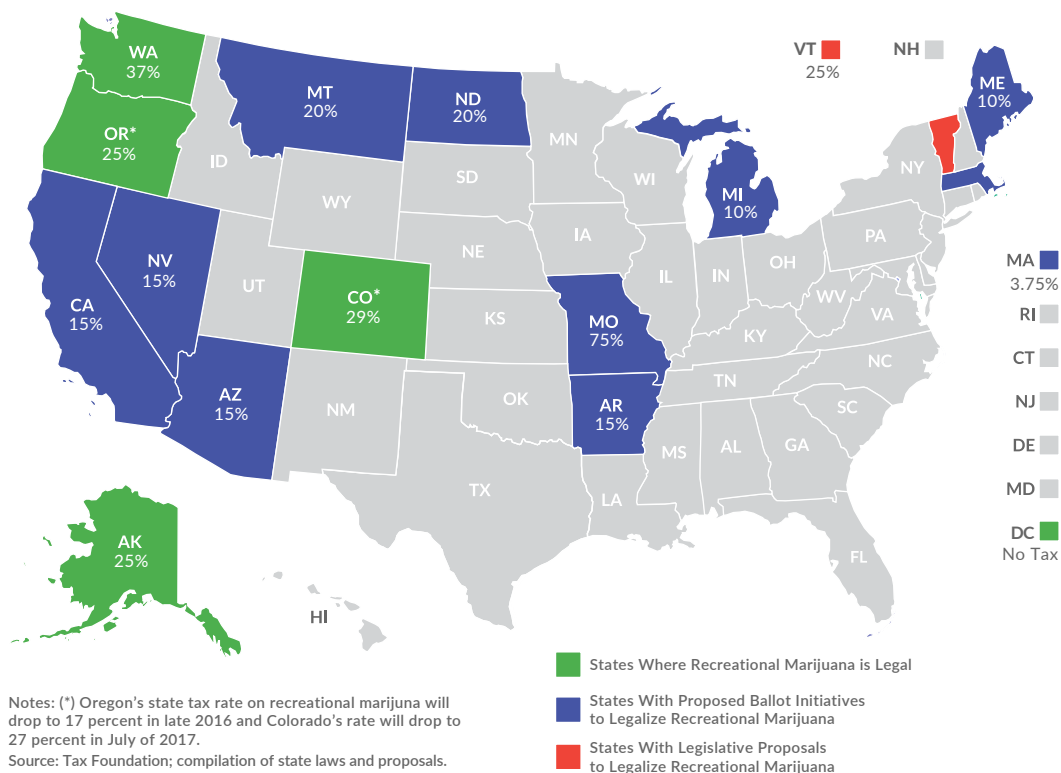 WA
37%
OR*
25%
MT
20%
ND
20%
VT
25%
NH
ME
10%
ID
MN
SD
WI
MI
10%
NY
WY
IA
NE
PA
NV
15%
UT
CO*
29%
IL
IN
OH
MA
3.75%
CA
15%
KS
MO
75%
WV
VA
KY
RI
CT
AZ
15%
NM
OK
AR
15%
TN
NC
SC
NJ
MS
AL
GA
DE
TX
LA
MD
AK
25%
FL
DC
No Tax
HI
States Where Recreational Marijuana is Legal
States With Proposed Ballot Initiatives
to Legalize Recreational Marijuana
States With Legislative Proposals
to Legalize Recreational Marijuana
Notes: (*) Oregon's state tax rate on recreational marijuna will
drop to 17 percent in late 2016 and Colorado's rate will drop to
27 percent in July of 2017.
Source: Tax Foundation; compilation of state laws and proposals.